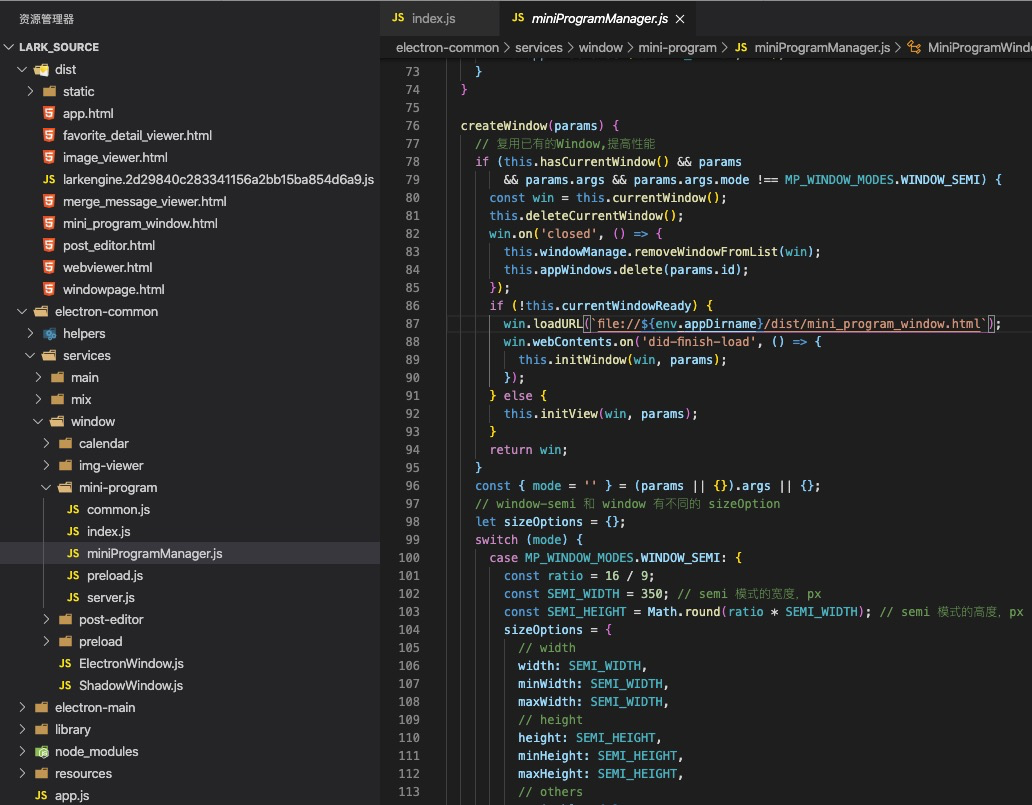 资源管理器
LARK_SOURCE
dist
static
app.html
favorite_detail_viewer.html
image_viewer.html
JS larkengine.2d29840c283341156a2bb15ba854d6a9.js
merge_message_viewer.html
mini_program_window.html
post_editor.html
webviewer.html
windowpage.html
electron-common
helpers
services
main
mix
window
calendar
img-viewer
mini-program
JS common.js
JS index.js
JS miniProgramManager.js
JS preload.js
JS server.js
post-editor
preload
JS ElectronWindow.js
JS ShadowWindow.js
electron-main
library
node_modules
resources
JS app.js
JS index.js
JS miniProgramManager.js ×
electron-common > services > window > mini-program > JS miniProgramManager.js > MiniProgramWindo
73 }
74 }
75
76 createWindow(params) {
77 // 复用已有的Window,提高性能
78 if (this.hasCurrentWindow() && params
79 && params.args && params.args.mode !== MP_WINDOW_MODES.WINDOW_SEMI) {
80 const win = this.currentWindow();
81 this.deleteCurrentWindow();
82 win.on('closed', () => {
83 this.windowManage.removeWindowFromList(win);
84 this.appWindows.delete(params.id);
85 });
86 if (!this.currentWindowReady) {
87 win.loadURL(`file://${env.appDirname}/dist/mini_program_window.html`);
88 win.webContents.on('did-finish-load', () => {
89 this.initWindow(win, params);
90 });
91 } else {
92 this.initView(win, params);
93 }
94 return win;
95 }
96 const { mode = '' } = (params || {}).args || {};
97 // window-semi 和 window 有不同的 sizeOption
98 let sizeOptions = {};
99 switch (mode) {
100 case MP_WINDOW_MODES.WINDOW_SEMI: {
101 const ratio = 16 / 9;
102 const SEMI_WIDTH = 350; // semi 模式的宽度，px
103 const SEMI_HEIGHT = Math.round(ratio * SEMI_WIDTH); // semi 模式的高度，px
104 sizeOptions = {
105 // width
106 width: SEMI_WIDTH,
107 minWidth: SEMI_WIDTH,
108 maxWidth: SEMI_WIDTH,
109 // height
110 height: SEMI_HEIGHT,
111 minHeight: SEMI_HEIGHT,
112 maxHeight: SEMI_HEIGHT,
113 // others